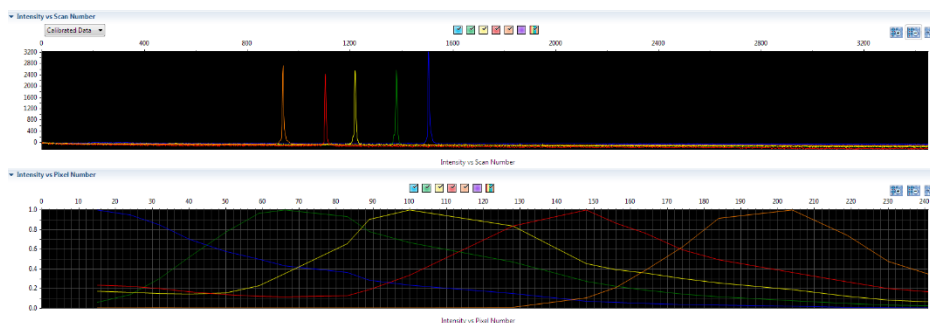 Intensity vs Scan Number
Calibrated Data
0 400 800 1200 1600 2000 2400 2800 3200
3200
2800
2400
2000
1600
1200
800
400
0
Intensity vs Scan Number
Intensity vs Pixel Number
0 10 20 30 40 50 60 70 80 90 100 110 120 130 140 150 160 170 180 190 200 210 220 230 240
1.0
0.8
0.6
0.4
0.2
0.0
Intensity vs Pixel Number